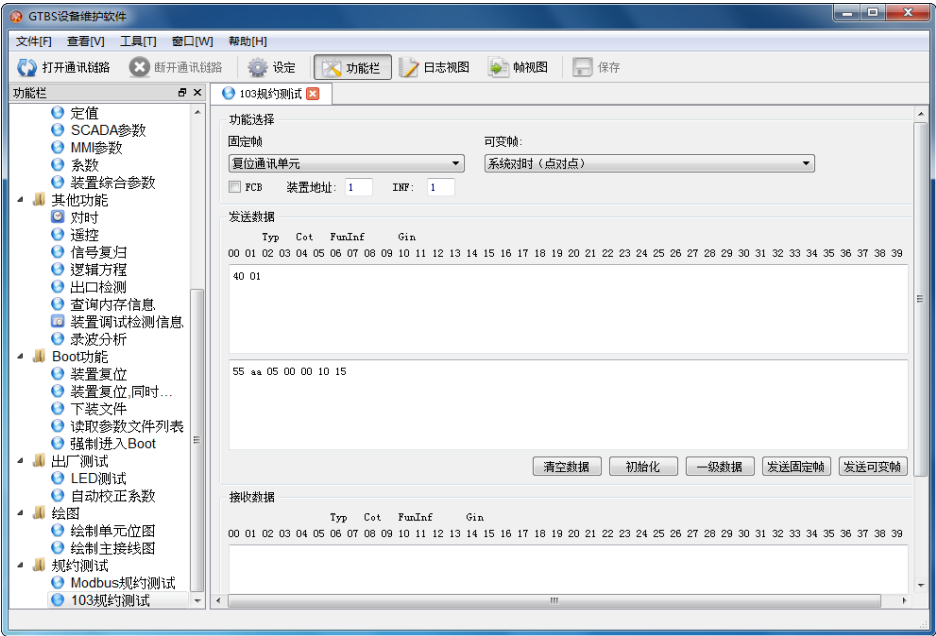 GTBS设备维护软件
文件[F] 查看[V] 工具[T] 窗口[W] 帮助[H]
打开通讯链路 断开通讯链路 设定 功能栏 日志视图 帧视图 保存
功能栏
定值
SCADA参数
MMI参数
系数
装置综合参数
其他功能
对时
遥控
信号复归
逻辑方程
出口检测
查询内存信息
装置调试检测信息
录波分析
Boot功能
装置复位
装置复位,同时...
下装文件
读取参数文件列表
强制进入Boot
出厂测试
LED测试
自动校正系数
绘图
绘制单元位图
绘制主接线图
规约测试
Modbus规约测试
103规约测试
103规约测试
功能选择
固定帧 可变帧:
复位通讯单元 系统对时(点对点)
FCB 装置地址: 1 INF: 1
发送数据
Typ Cot FunInf Gin
00 01 02 03 04 05 06 07 08 09 10 11 12 13 14 15 16 17 18 19 20 21 22 23 24 25 26 27 28 29 30 31 32 33 34 35 36 37 38 39
40 01
55 aa 05 00 00 10 15
清空数据 初始化 一级数据 发送固定帧 发送可变帧
接收数据
Typ Cot FunInf Gin
00 01 02 03 04 05 06 07 08 09 10 11 12 13 14 15 16 17 18 19 20 21 22 23 24 25 26 27 28 29 30 31 32 33 34 35 36 37 38 39